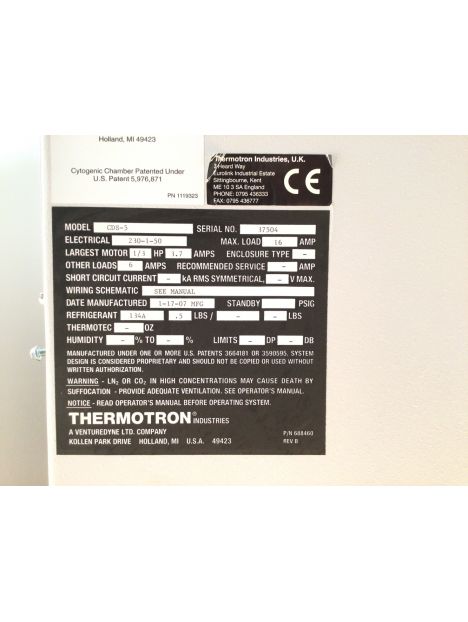 Holland, MI 49423
Cytogenic Chamber Patented Under
U.S. Patent 5,976,871
PN 1119323
Thermotron Industries, U.K.
3 Heard Way
Eurolink Industrial Estate
Sittingbourne, Kent
ME 10 3 SA England
PHONE: 0795 436333
FAX: 0795 436777
CE
MODEL CDS-5 SERIAL NO. 37504
ELECTRICAL 230-1-50 MAX. LOAD 16 AMP
LARGEST MOTOR 1/3 HP 3.7 AMPS ENCLOSURE TYPE -
OTHER LOADS 6 AMPS RECOMMENDED SERVICE - AMP
SHORT CIRCUIT CURRENT - kA RMS SYMMETRICAL, - V MAX.
WIRING SCHEMATIC SEE MANUAL
DATE MANUFACTURED 1-17-07 MFG STANDBY PSIG
REFRIGERANT 134A .5 LBS / - - LBS
THERMOTEC - OZ
HUMIDITY - % TO - % LIMITS - DP - DB
MANUFACTURED UNDER ONE OR MORE U.S. PATENTS 3664181 OR 3590595. SYSTEM
DESIGN IS CONSIDERED PROPRIETARY AND SHOULD NOT BE COPIED OR USED WITHOUT
WRITTEN AUTHORIZATION.
WARNING - LN2 OR CO2 IN HIGH CONCENTRATIONS MAY CAUSE DEATH BY
SUFFOCATION - PROVIDE ADEQUATE VENTILATION. SEE OPERATOR'S MANUAL.
NOTICE - READ OPERATOR'S MANUAL BEFORE OPERATING SYSTEM.
THERMOTRON® INDUSTRIES
A VENTUREDYNE LTD. COMPANY P/N 688460
KOLLEN PARK DRIVE HOLLAND, MI U.S.A. 49423 REV B